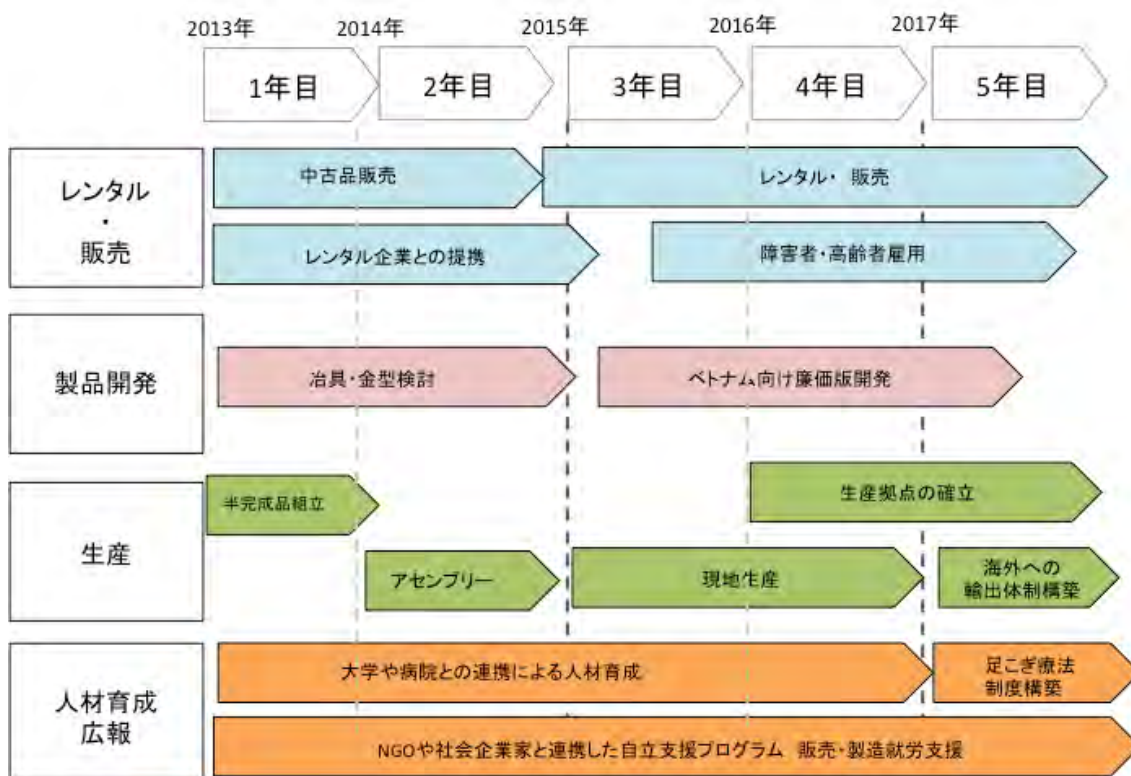 2013年 2014年 2015年 2016年 2017年
1年目 2年目 3年目 4年目 5年目
レンタル
・
販売
中古品販売 レンタル・ 販売
レンタル企業との提携 障害者・高齢者雇用
製品開発
冶具・金型検討 ベトナム向け廉価版開発
生産
半完成品組立 生産拠点の確立
アセンブリー 現地生産 海外への
輸出体制構築
人材育成
広報
大学や病院との連携による人材育成 足こぎ療法
制度構築
NGOや社会企業家と連携した自立支援プログラム 販売・製造就労支援